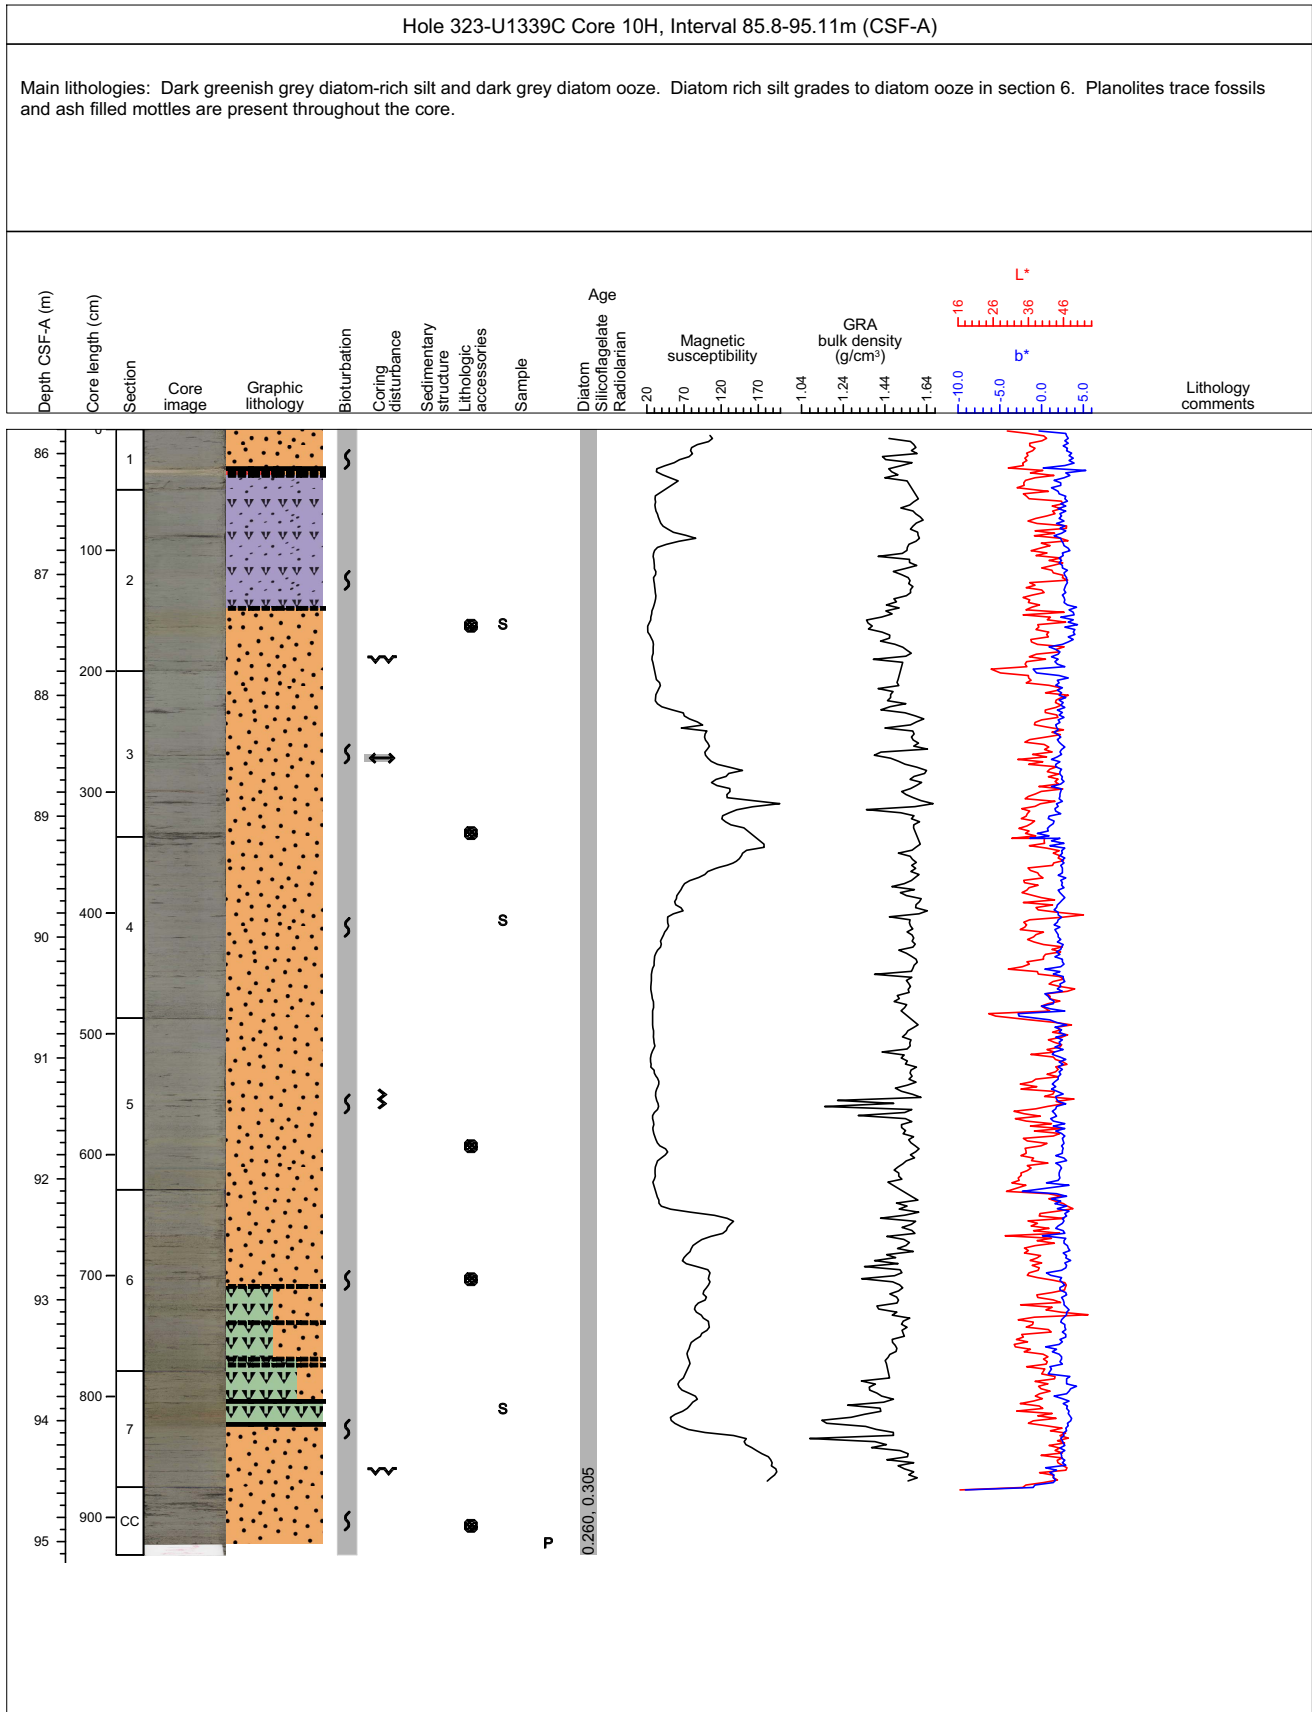 Hole 323-U1339C Core 10H, Interval 85.8-95.11m (CSF-A)
Main lithologies: Dark greenish grey diatom-rich silt and dark grey diatom ooze. Diatom rich silt grades to diatom ooze in section 6. Planolites trace fossils
and ash filled mottles are present throughout the core.
Depth CSF-A (m)
Core length (cm)
Section
Core
image
Graphic
lithology
Bioturbation
Coring
disturbance
Sedimentary
structure
Lithologic
accessories
Sample
Age
Diatom
Silicoflagelate
Radiolarian
Magnetic
susceptibility
20 70 120 170
GRA
bulk density
(g/cm³)
1.04 1.24 1.44 1.64
L*
16 26 36 46
b*
-10.0 -5.0 0.0 5.0
Lithology
comments
0
86
1
100
87
2
S
200
88
3
300
89
400
S
4
90
500
91
5
600
92
700
6
93
800
S
94
7
900
CC
95
P
0.260, 0.305